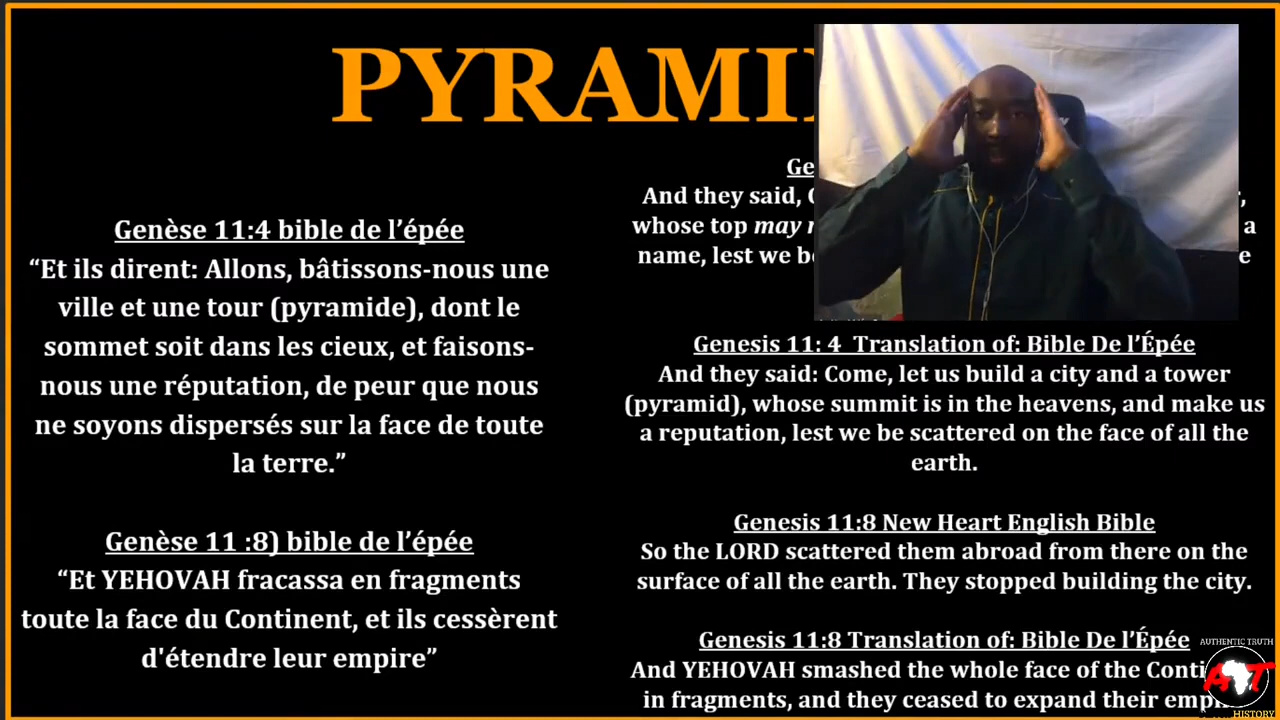 PYRAMI
Genèse 11:4 bible de l’épée
“Et ils dirent: Allons, bâtissons-nous une
ville et une tour (pyramide), dont le
sommet soit dans les cieux, et faisons-
nous une réputation, de peur que nous
ne soyons dispersés sur la face de toute
la terre.”
Genèse 11 :8) bible de l’épée
“Et YEHOVAH fracassa en fragments
toute la face du Continent, et ils cessèrent
d'étendre leur empire”
Ge
And they said,
whose top may a
name, lest we
Genesis 11: 4 Translation of: Bible De l’Épée
And they said: Come, let us build a city and a tower
(pyramid), whose summit is in the heavens, and make us
a reputation, lest we be scattered on the face of all the
earth.
Genesis 11:8 New Heart English Bible
So the LORD scattered them abroad from there on the
surface of all the earth. They stopped building the city.
Genesis 11:8 Translation of: Bible De l’Épée
And YEHOVAH smashed the whole face of the Conti
in fragments, and they ceased to expand their emp
AUTHENTIC TRUTH
AT
HISTORY